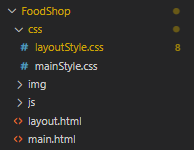 FoodShop
css
# layoutStyle.css 8
# mainStyle.css
img
js
<> layout.html
<> main.html